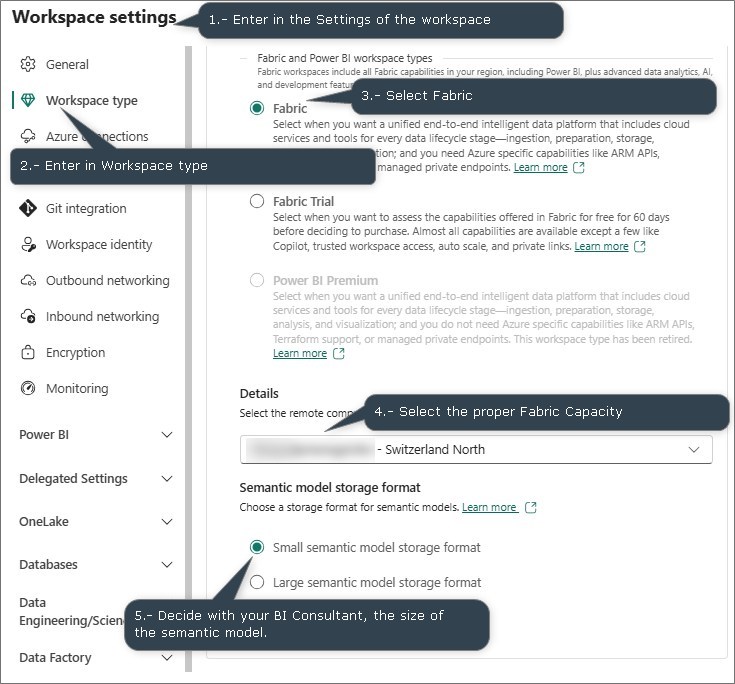 Workspace settings
1.- Enter in the Settings of the workspace
General
Workspace type
Azure connections
2.- Enter in Workspace type
Git integration
Workspace identity
Outbound networking
Inbound networking
Encryption
Monitoring
Power BI
Delegated Settings
OneLake
Databases
Data
Engineering/Scien
Data Factory
Fabric and Power BI workspace types
Fabric workspaces include all Fabric capabilities in your region, including Power BI, plus advanced data analytics, AI,
and development featu
3.- Select Fabric
Fabric
Select when you want a unified end-to-end intelligent data platform that includes cloud
services and tools for every data lifecycle stage—ingestion, preparation, storage,
tion; and you need Azure specific capabilities like ARM APIs,
managed private endpoints. Learn more
Fabric Trial
Select when you want to assess the capabilities offered in Fabric for free for 60 days
before deciding to purchase. Almost all capabilities are available except a few like
Copilot, trusted workspace access, auto scale, and private links. Learn more
Power BI Premium
Select when you want a unified end-to-end intelligent data platform that includes cloud
services and tools for every data lifecycle stage—ingestion, preparation, storage,
analysis, and visualization; and you do not need Azure specific capabilities like ARM APIs,
Terraform support, or managed private endpoints. This workspace type has been retired.
Learn more
Details
Select the remote comp
4.- Select the proper Fabric Capacity
- Switzerland North
Semantic model storage format
Choose a storage format for semantic models. Learn more
Small semantic model storage format
Large semantic model storage format
5.- Decide with your BI Consultant, the size of
the semantic model.